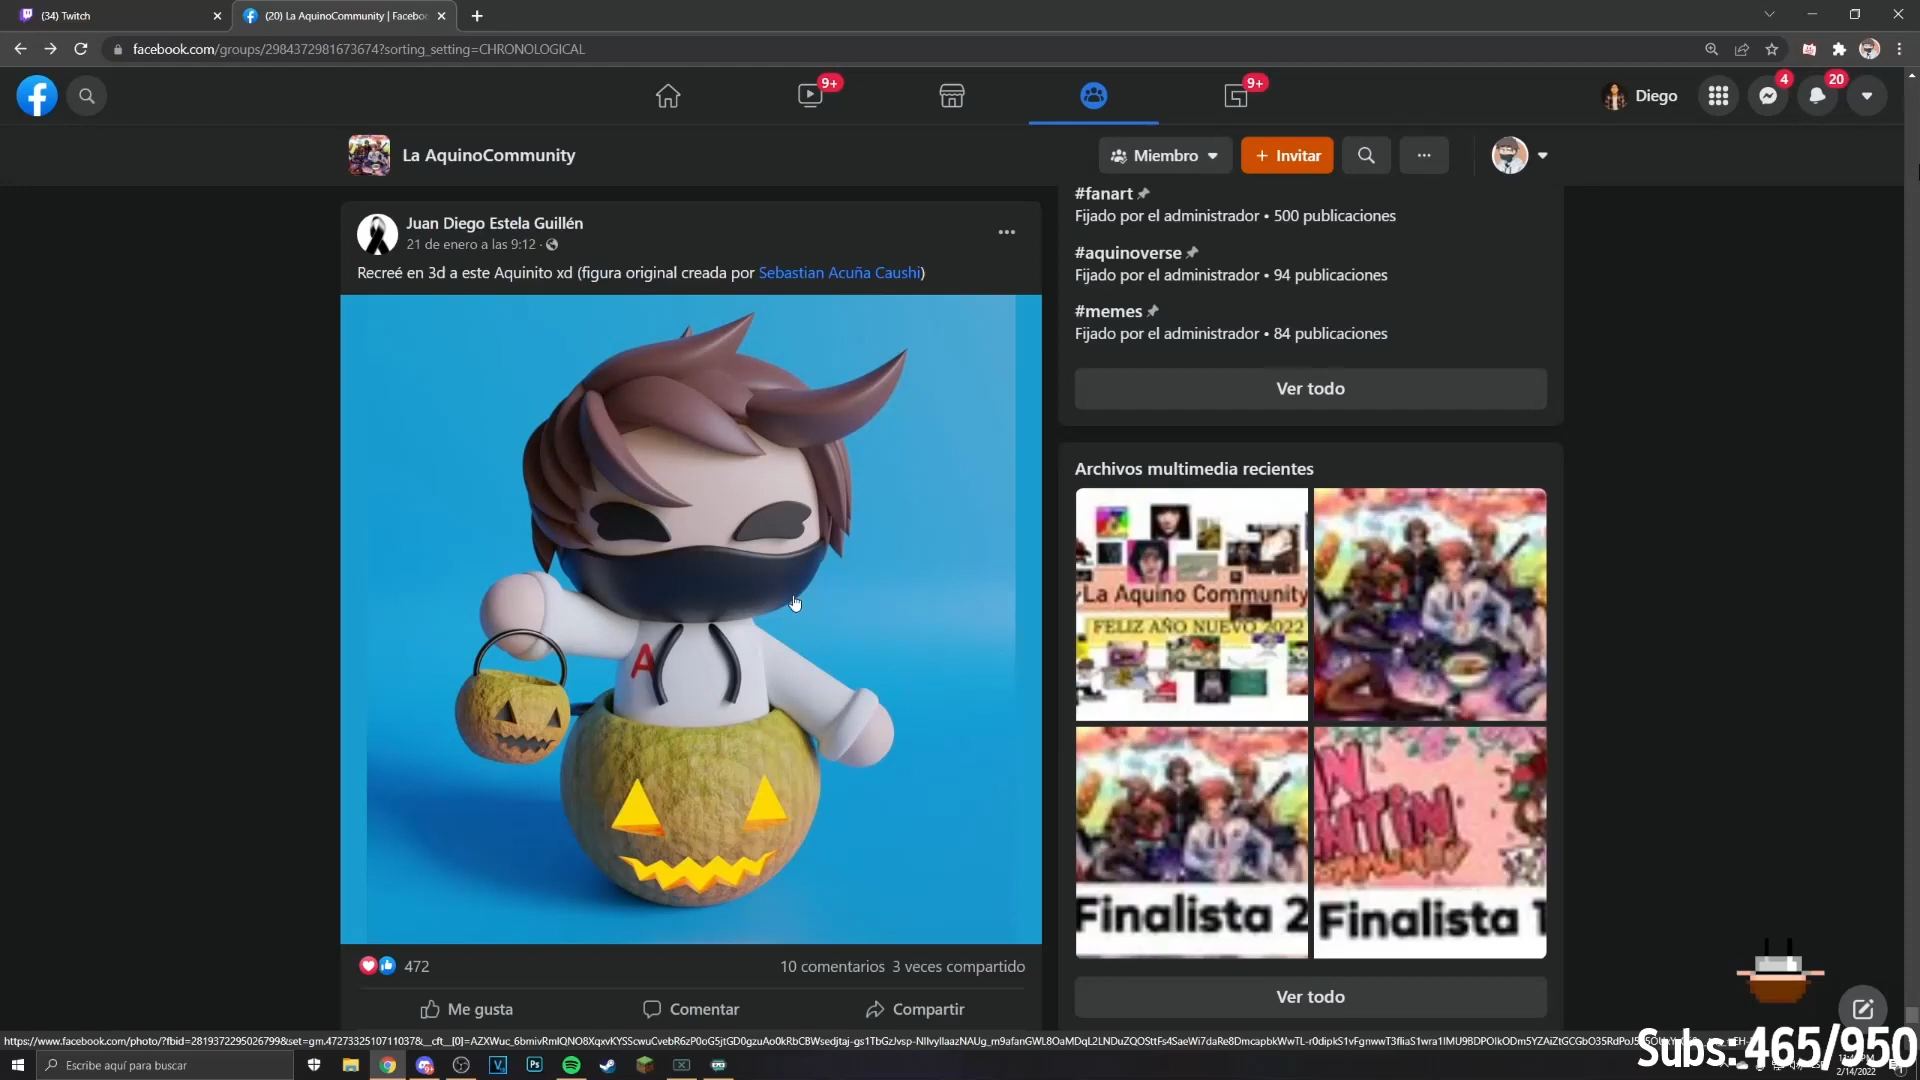 (34) Twitch
(20) La AquinoCommunity | Facebo
facebook.com/groups/2984372981673674?sorting_setting=CHRONOLOGICAL
9+
9+
Diego
4
20
La AquinoCommunity
Miembro
+ Invitar
Juan Diego Estela Guillén
21 de enero a las 9:12 ·
Recreé en 3d a este Aquinito xd (figura original creada por Sebastian Acuña Caushi)
A
472
10 comentarios 3 veces compartido
Me gusta
Comentar
Compartir
#fanart
Fijado por el administrador • 500 publicaciones
#aquinoverse
Fijado por el administrador • 94 publicaciones
#memes
Fijado por el administrador • 84 publicaciones
Ver todo
Archivos multimedia recientes
La Aquino Community
FELIZ AÑO NUEVO 2022
Finalista 2
Finalista 1
Ver todo
Escribe aquí para buscar
Subs: 465/950
2/14/2022